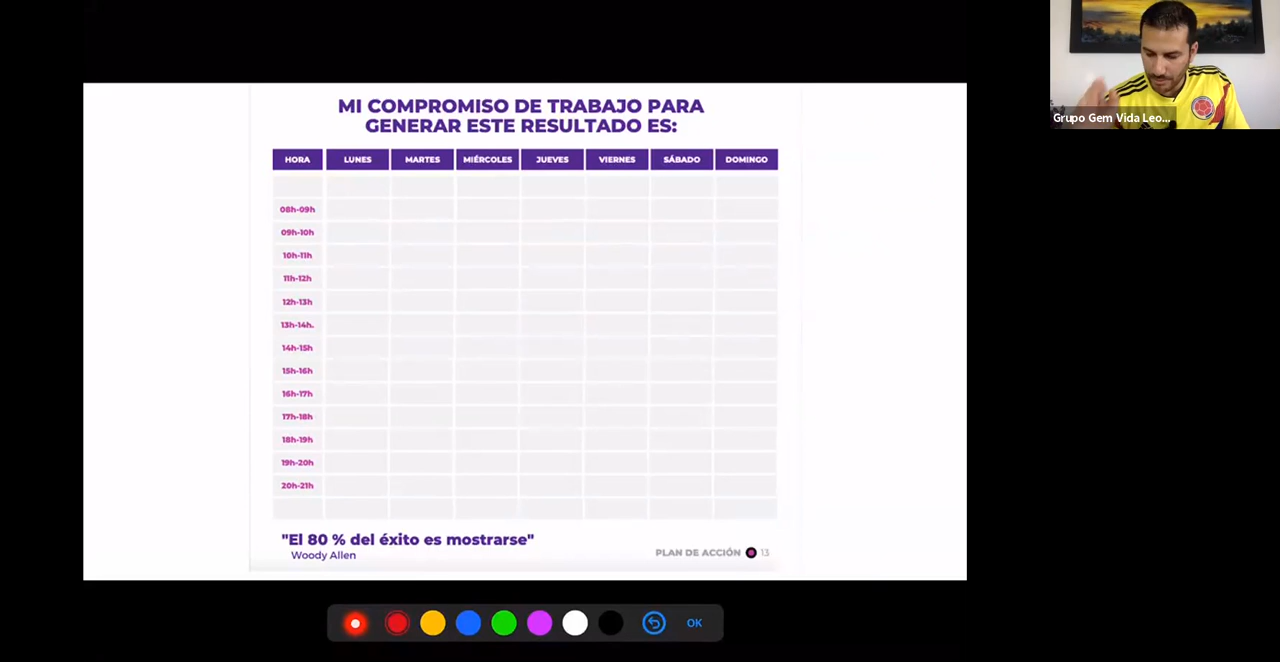 MI COMPROMISO DE TRABAJO PARA
GENERAR ESTE RESULTADO ES:
HORA LUNES MARTES MIÉRCOLES JUEVES VIERNES SÁBADO DOMINGO
08h-09h
09h-10h
10h-11h
11h-12h
12h-13h
13h-14h.
14h-15h
15h-16h
16h-17h
17h-18h
18h-19h
19h-20h
20h-21h
"El 80 % del éxito es mostrarse"
Woody Allen
PLAN DE ACCIÓN 13
Grupo Gem Vida Leo...
OK